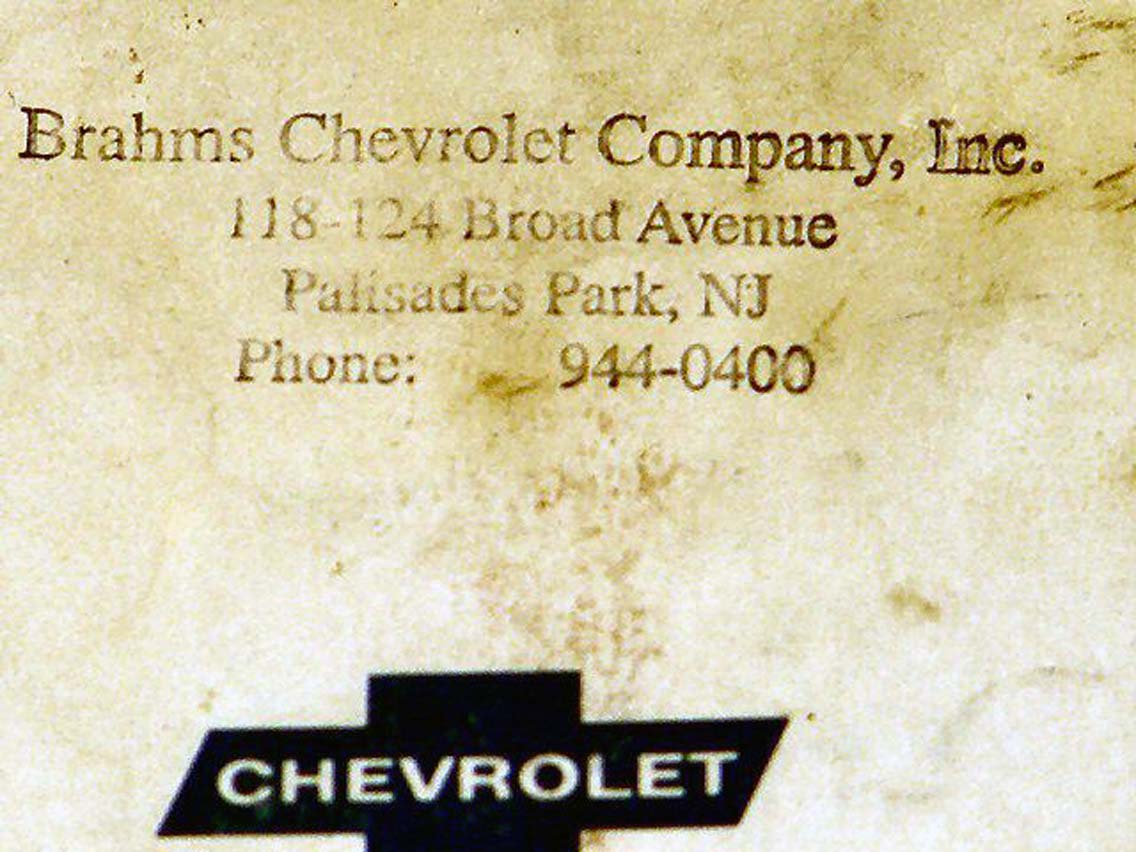 Brahms Chevrolet Company, Inc.
118-124 Broad Avenue
Palisades Park, NJ
Phone: 944-0400
CHEVROLET